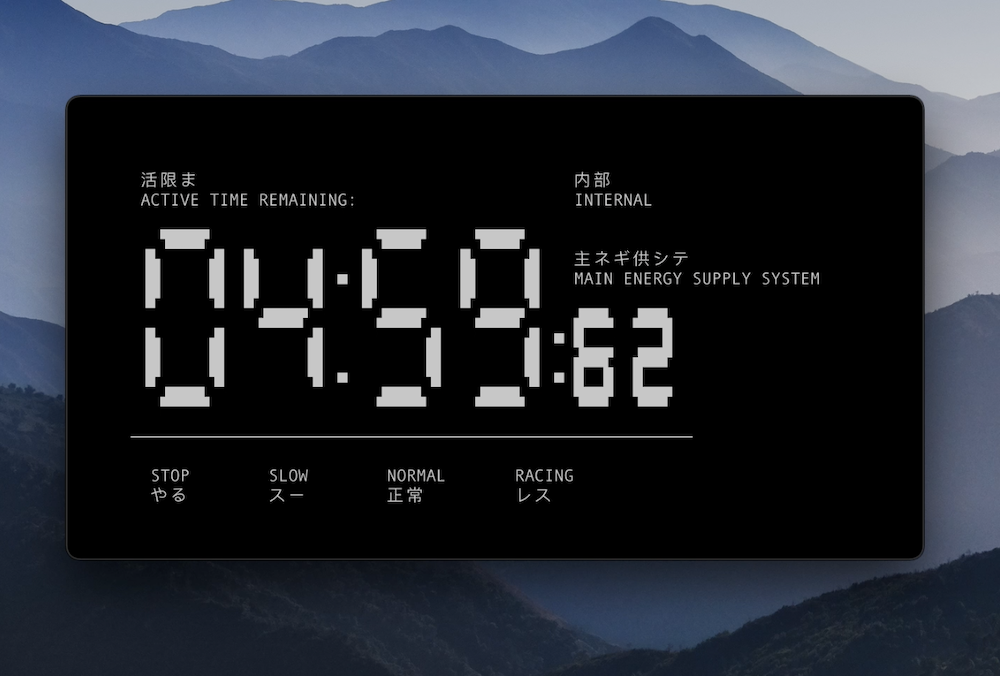 活限ま
ACTIVE TIME REMAINING:
04:59:62
内部
INTERNAL
主ネギ供シテ
MAIN ENERGY SUPPLY SYSTEM
STOP
やる
SLOW
スー
NORMAL
正常
RACING
レス